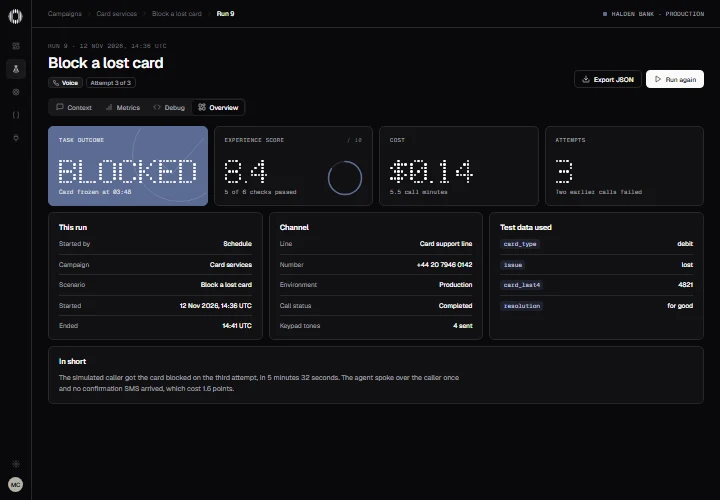 Campaigns / Card services / Block a lost card / Run 9
HALDEN BANK · PRODUCTION
RUN 9 · 12 NOV 2026, 14:36 UTC
Block a lost card
Voice
Attempt 3 of 3
Export JSON
Run again
Context
Metrics
Debug
Overview
TASK OUTCOME
BLOCKED
Card frozen at 03:48
EXPERIENCE SCORE
/ 10
8.4
5 of 6 checks passed
COST
$0.14
5.5 call minutes
ATTEMPTS
3
Two earlier calls failed
This run
Started by Schedule
Campaign Card services
Scenario Block a lost card
Started 12 Nov 2026, 14:36 UTC
Ended 14:41 UTC
Channel
Line Card support line
Number +44 20 7946 0142
Environment Production
Call status Completed
Keypad tones 4 sent
Test data used
card_type debit
issue lost
card_last4 4821
resolution for good
In short
The simulated caller got the card blocked on the third attempt, in 5 minutes 32 seconds. The agent spoke over the caller once
and no confirmation SMS arrived, which cost 1.6 points.
MC